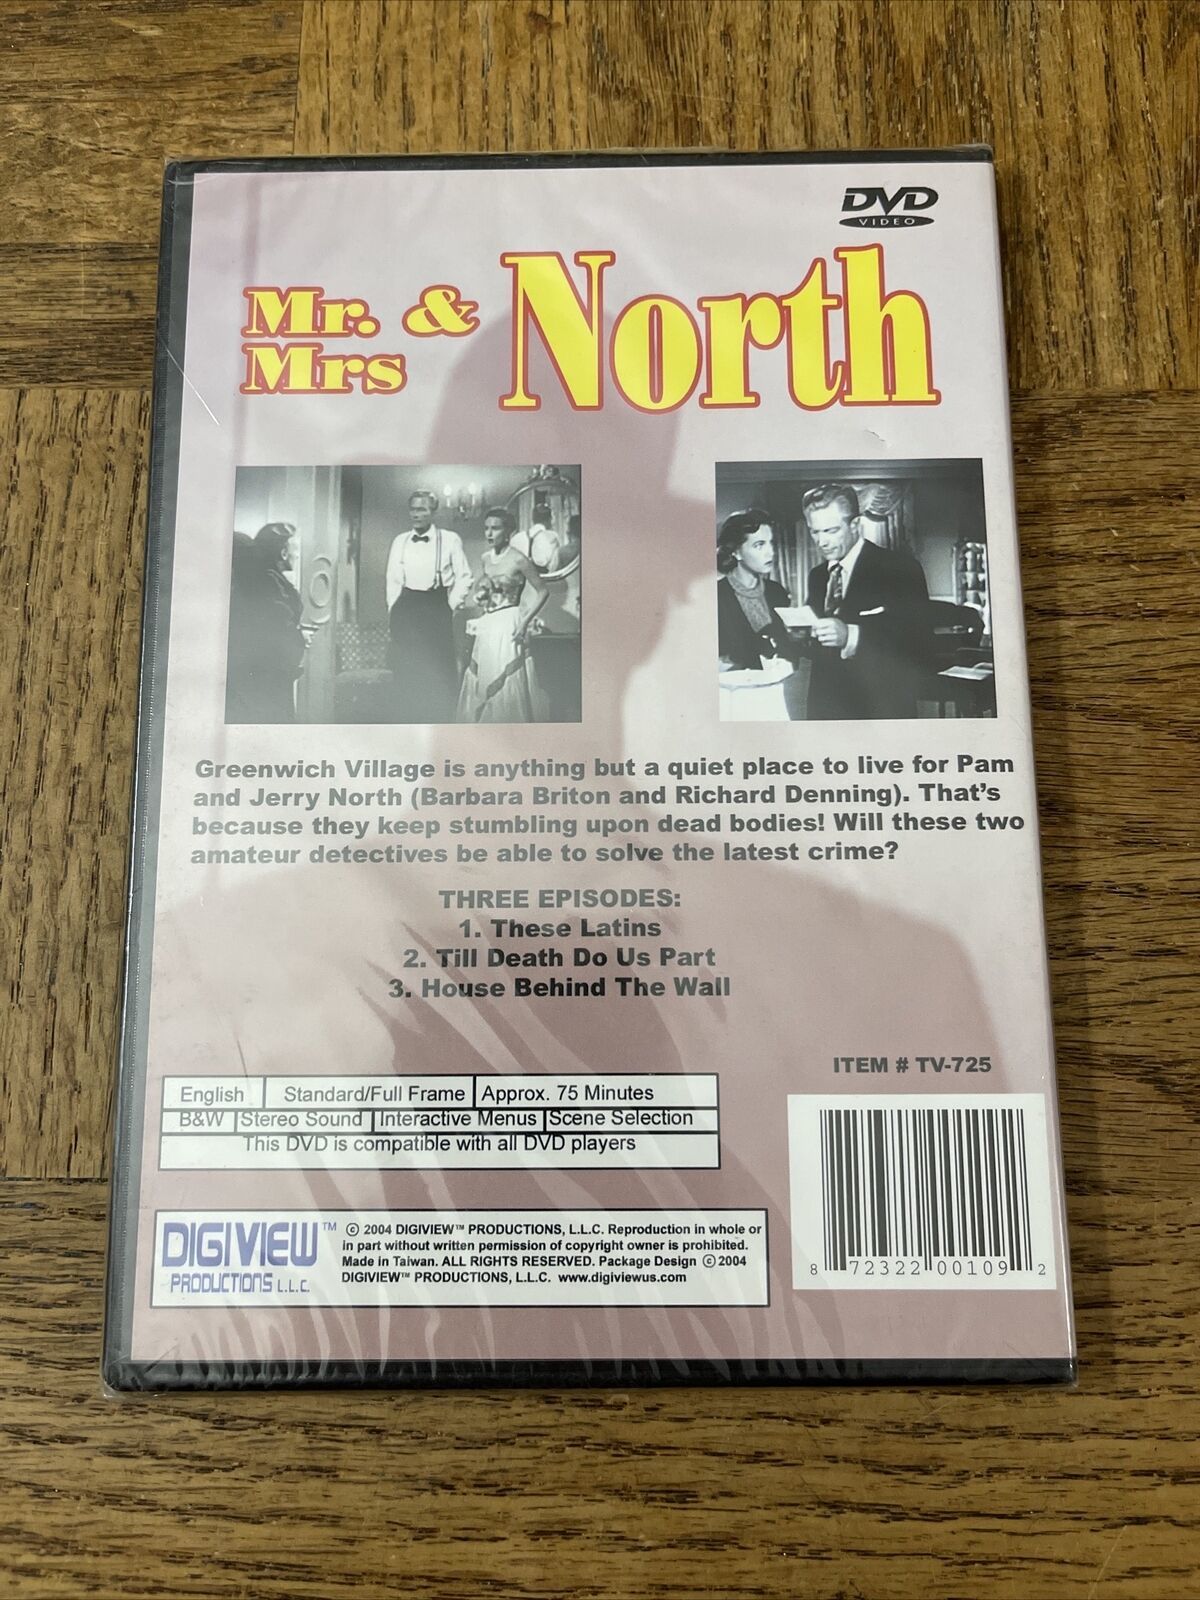 DVD
VIDEO
Mr. &
Mrs
North
Greenwich Village is anything but a quiet place to live for Pam
and Jerry North (Barbara Briton and Richard Denning). That's
because they keep stumbling upon dead bodies! Will these two
amateur detectives be able to solve the latest crime?
THREE EPISODES:
1. These Latins
2. Till Death Do Us Part
3. House Behind The Wall
ITEM # TV-725
English Standard/Full Frame Approx. 75 Minutes
B&W Stereo Sound Interactive Menus Scene Selection
This DVD is compatible with all DVD players
DIGIVIEW™
PRODUCTIONS L.L.C.
© 2004 DIGIVIEW™ PRODUCTIONS, L.L.C. Reproduction in whole or
in part without written permission of copyright owner is prohibited.
Made in Taiwan. ALL RIGHTS RESERVED. Package Design © 2004
DIGIVIEW™ PRODUCTIONS, L.L.C. www.digiviewus.com
8 72322 00109 2